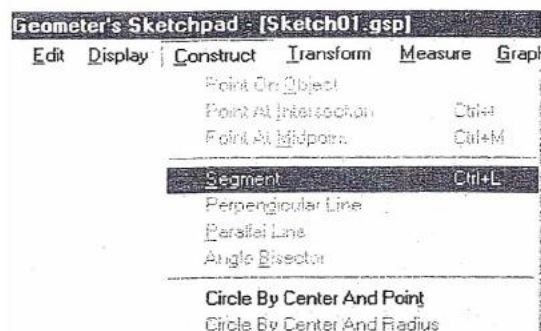 Geometer's Sketchpad - [Sketch01.gsp]
Edit Display Construct Transform Measure Graph
Point On Object
Point At Intersection Ctrl+I
Point At Midpoint Ctrl+M
Segment Ctrl+L
Perpendicular Line
Parallel Line
Angle Bisector
Circle By Center And Point
Circle By Center And Radius